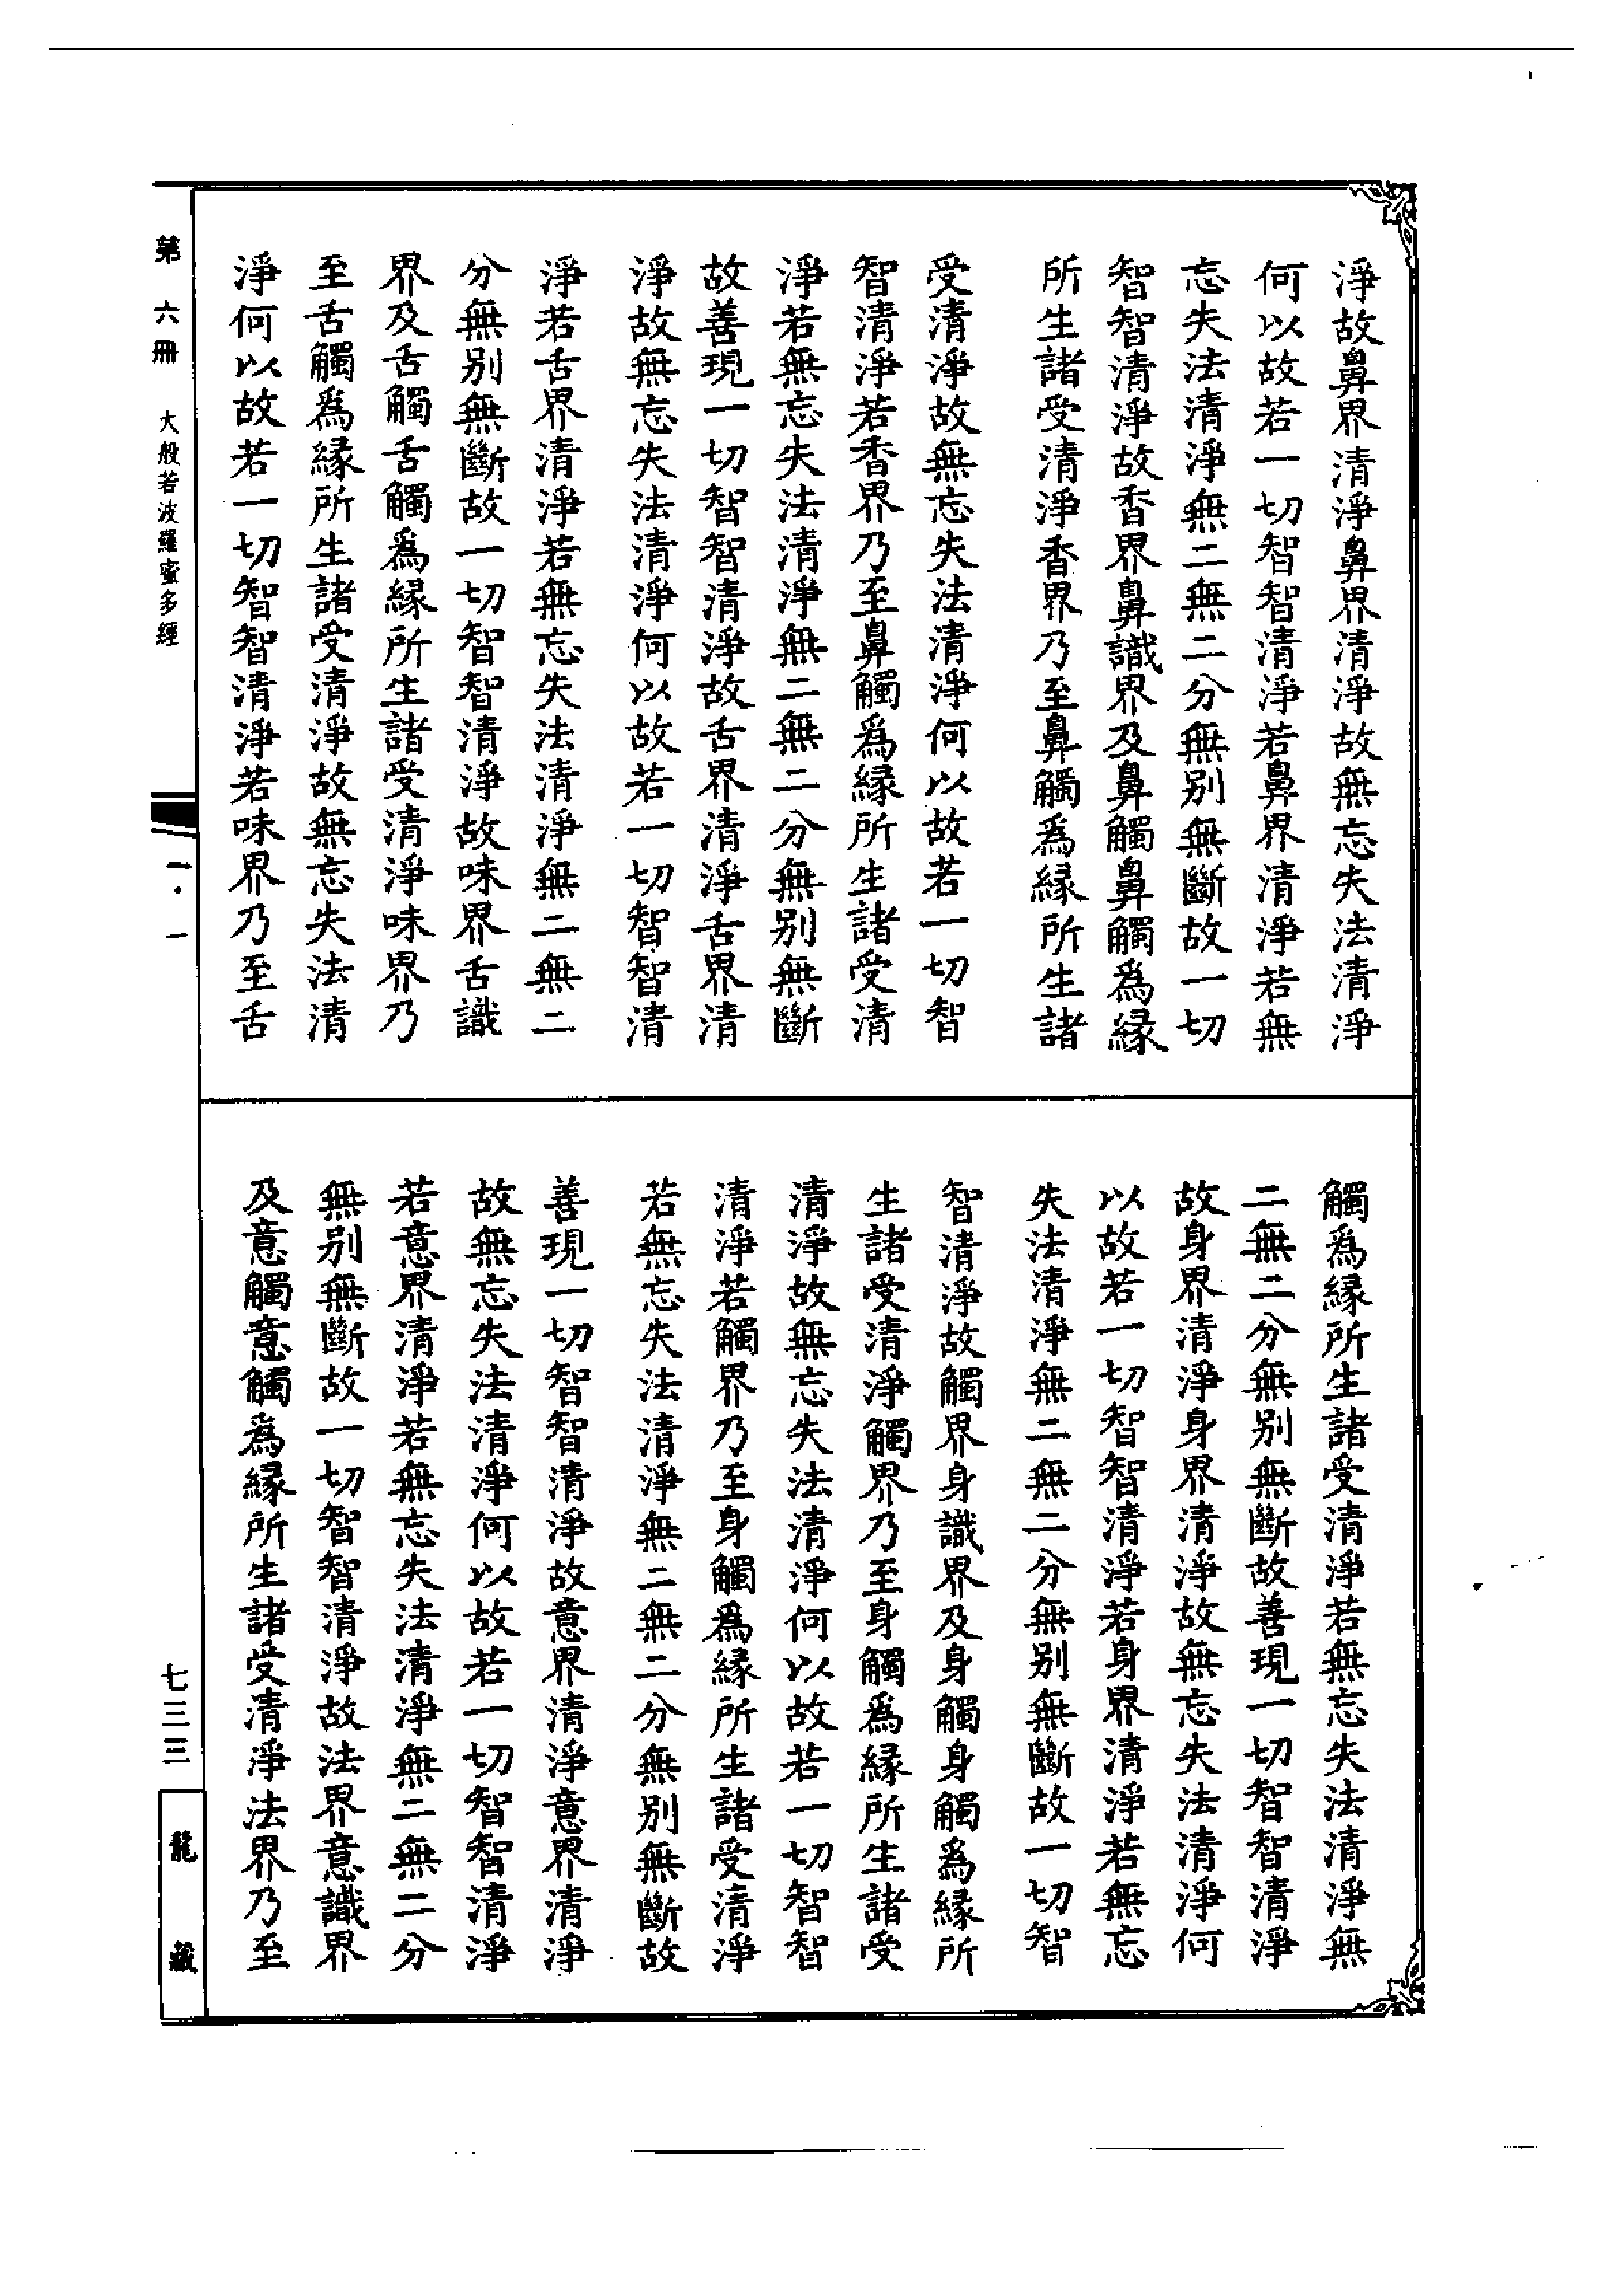 淨故鼻界清淨鼻界清淨故無忘失法清淨
何以故若一切智智清淨若鼻界清淨若無
忘失法清淨無二無二分無别無斷故一切
智智清淨故香界鼻識界及鼻觸鼻觸爲緣
所生諸受清淨香界乃至鼻觸爲緣所生諸
受清淨故無忘失法清淨何以故若一切智
智清淨若香界乃至鼻觸爲緣所生諸受清
淨若無忘失法清淨無二無二分無别無斷
故善現一切智智清淨故舌界清淨舌界清
淨故無忘失法清淨何以故若一切智智清
淨若舌界清淨若無忘失法清淨無二無二
分無别無斷故一切智智清淨故味界舌識
界及舌觸舌觸爲緣所生諸受清淨味界乃
至舌觸爲緣所生諸受清淨故無忘失法清
淨何以故若一切智智清淨若味界乃至舌
觸爲緣所生諸受清淨若無忘失法清淨無
二無二分無别無斷故善現一切智智清淨
故身界清淨身界清淨故無忘失法清淨何
以故若一切智智清淨若身界清淨若無忘
失法清淨無二無二分無别無斷故一切智
智清淨故觸界身識界及身觸身觸爲緣所
生諸受清淨觸界乃至身觸爲緣所生諸受
清淨故無忘失法清淨何以故若一切智智
清淨若觸界乃至身觸爲緣所生諸受清淨
若無忘失法清淨無二無二分無别無斷故
善現一切智智清淨故意界清淨意界清淨
故無忘失法清淨何以故若一切智智清淨
若意界清淨若無忘失法清淨無二無二分
無别無斷故一切智智清淨故法界意識界
及意觸意觸爲緣所生諸受清淨法界乃至
第六冊 大般若波羅蜜多經
一·一
七三三
龍藏